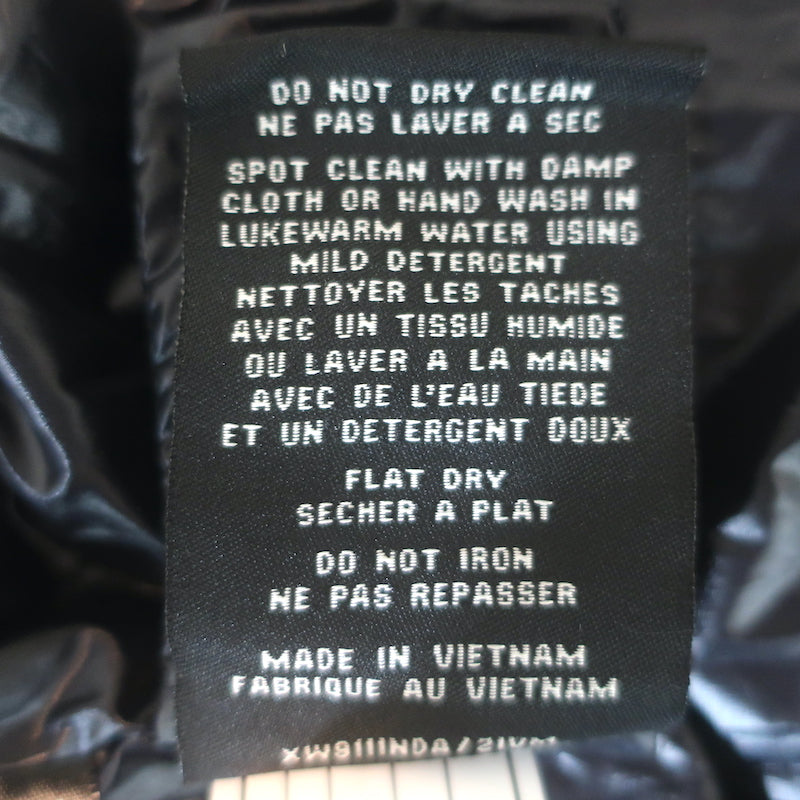 DO NOT DRY CLEAN
NE PAS LAVER A SEC
SPOT CLEAN WITH DAMP
CLOTH OR HAND WASH IN
LUKEWARM WATER USING
MILD DETERGENT
NETTOYER LES TACHES
AVEC UN TISSU HUMIDE
OU LAVER A LA MAIN
AVEC DE L'EAU TIEDE
ET UN DETERGENT DOUX
FLAT DRY
SECHER A PLAT
DO NOT IRON
NE PAS REPASSER
MADE IN VIETNAM
FABRIQUE AU VIETNAM